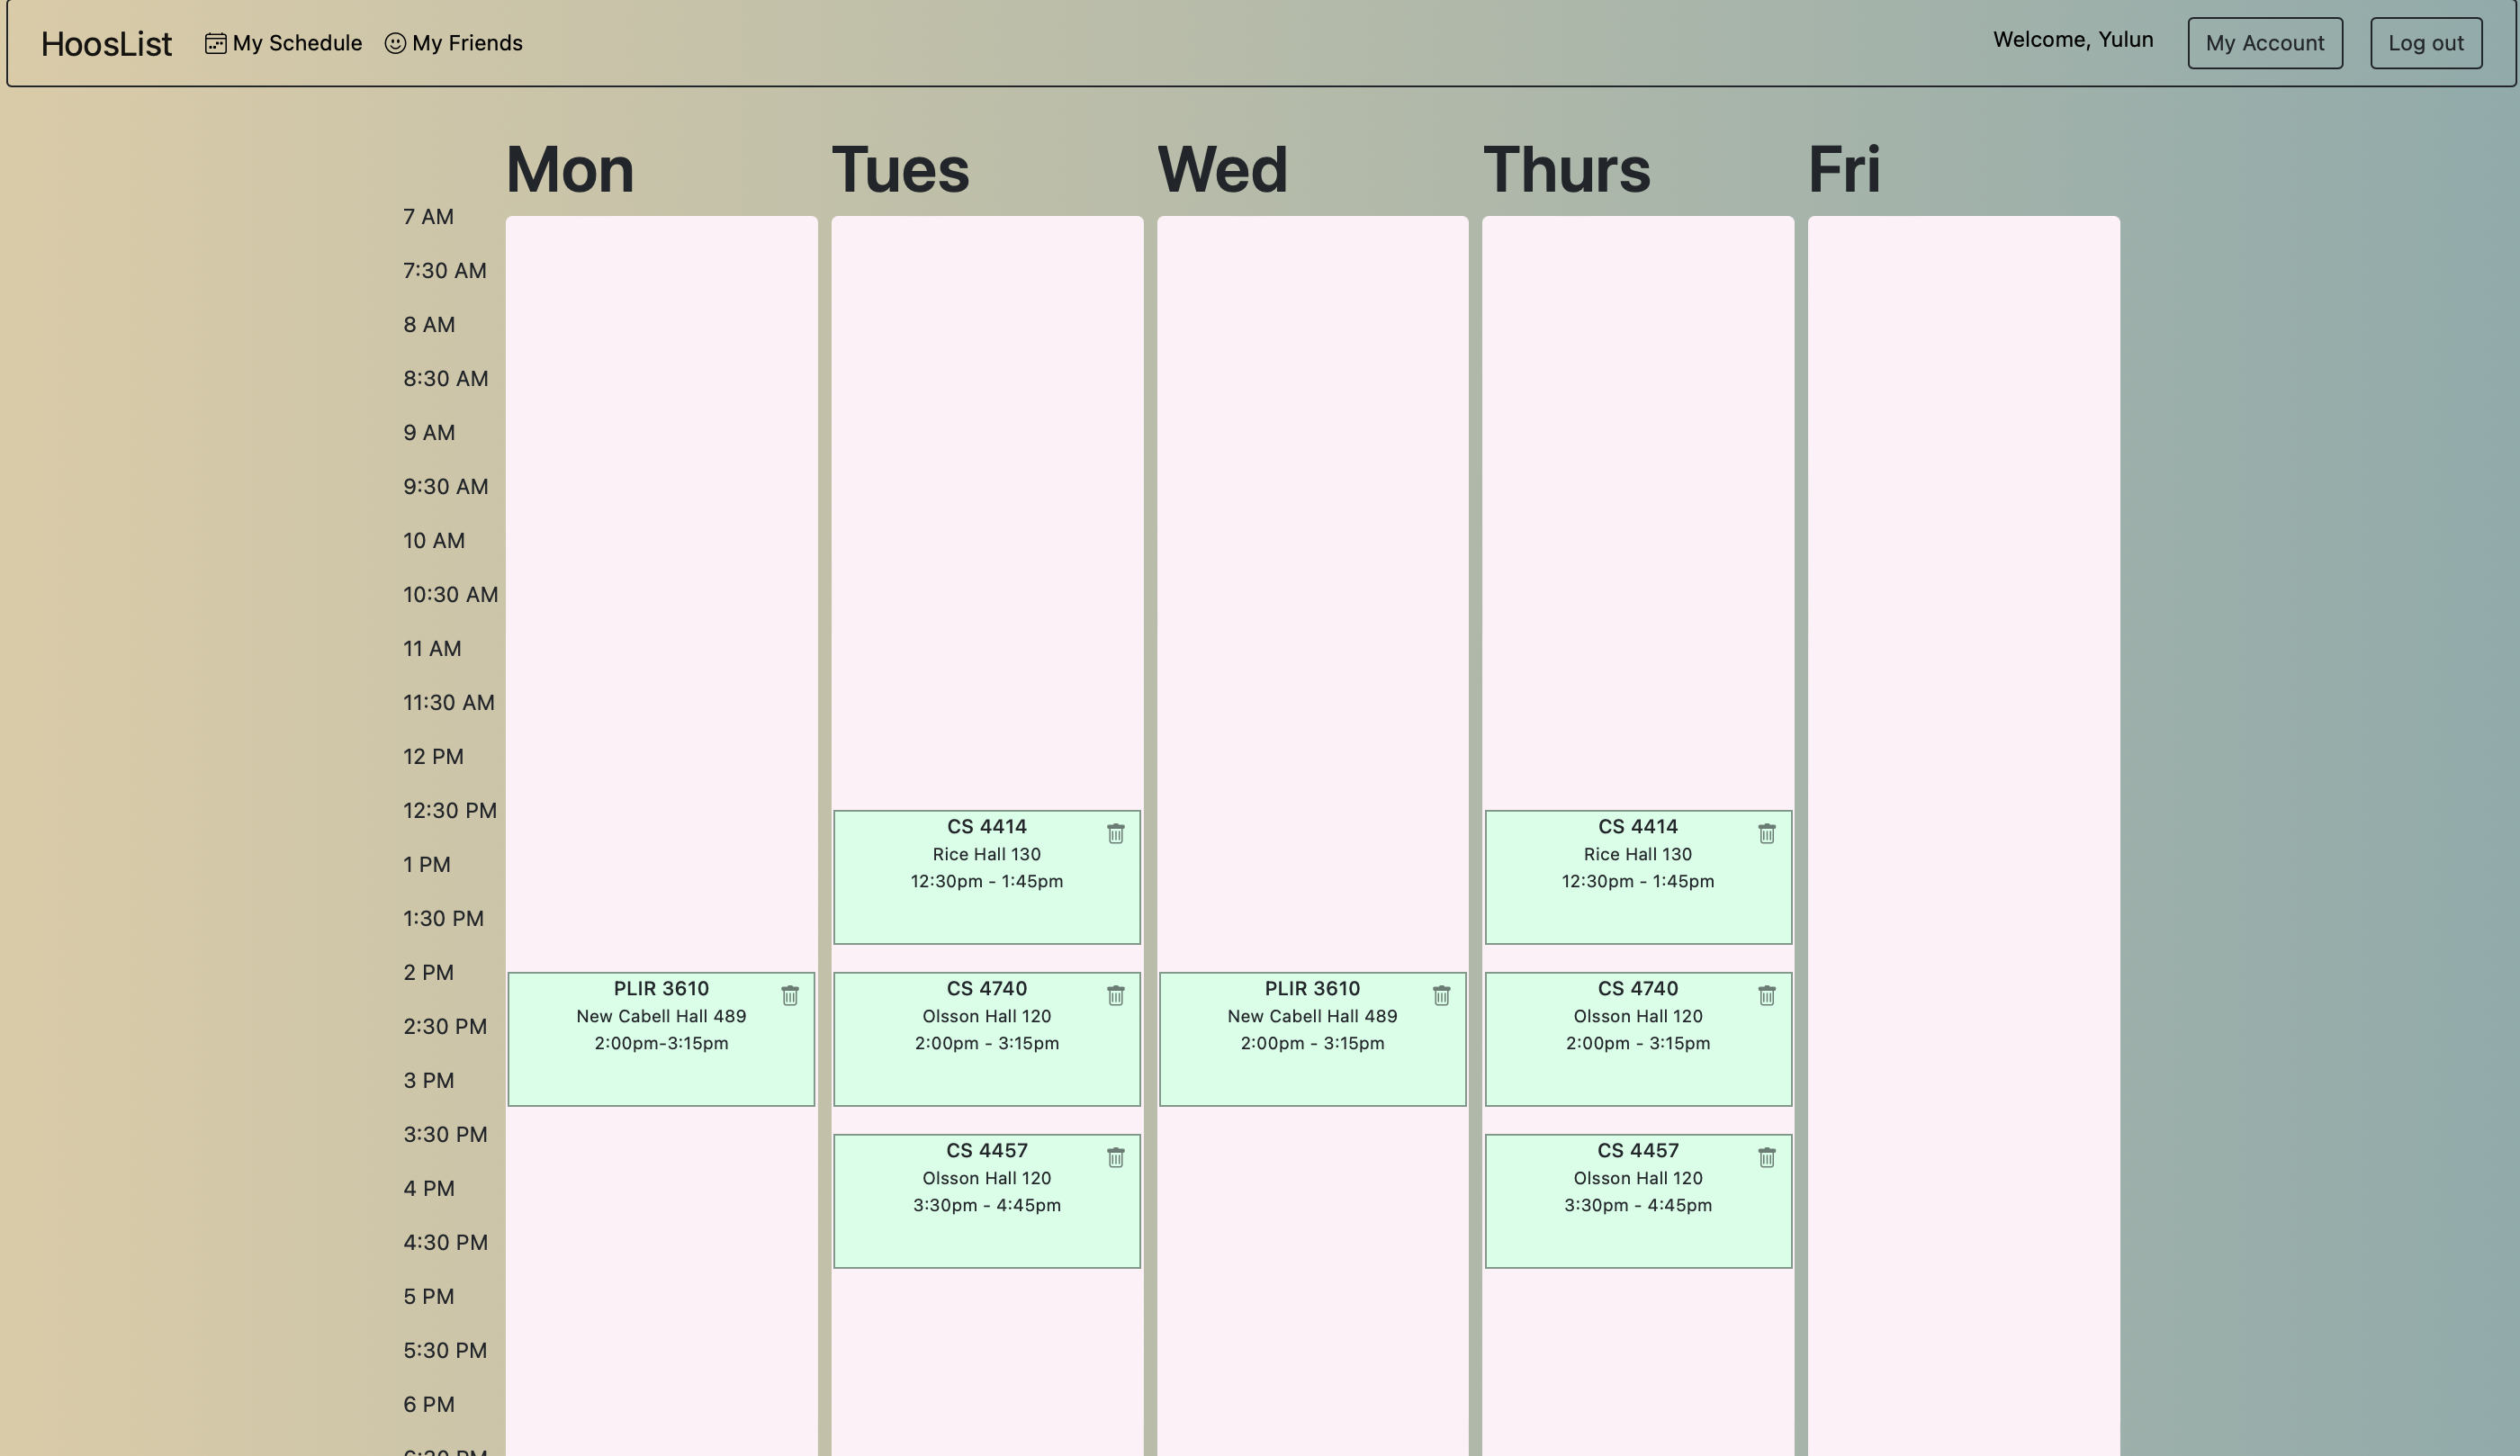 HoosList My Schedule My Friends Welcome, Yulun My Account Log out
Mon Tues Wed Thurs Fri
7 AM
7:30 AM
8 AM
8:30 AM
9 AM
9:30 AM
10 AM
10:30 AM
11 AM
11:30 AM
12 PM
12:30 PM
CS 4414 CS 4414
Rice Hall 130 Rice Hall 130
1 PM
12:30pm - 1:45pm 12:30pm - 1:45pm
1:30 PM
2 PM
PLIR 3610 CS 4740 PLIR 3610 CS 4740
New Cabell Hall 489 Olsson Hall 120 New Cabell Hall 489 Olsson Hall 120
2:30 PM
2:00pm-3:15pm 2:00pm - 3:15pm 2:00pm - 3:15pm 2:00pm - 3:15pm
3 PM
3:30 PM
CS 4457 CS 4457
Olsson Hall 120 Olsson Hall 120
4 PM
3:30pm - 4:45pm 3:30pm - 4:45pm
4:30 PM
5 PM
5:30 PM
6 PM
6:30 PM